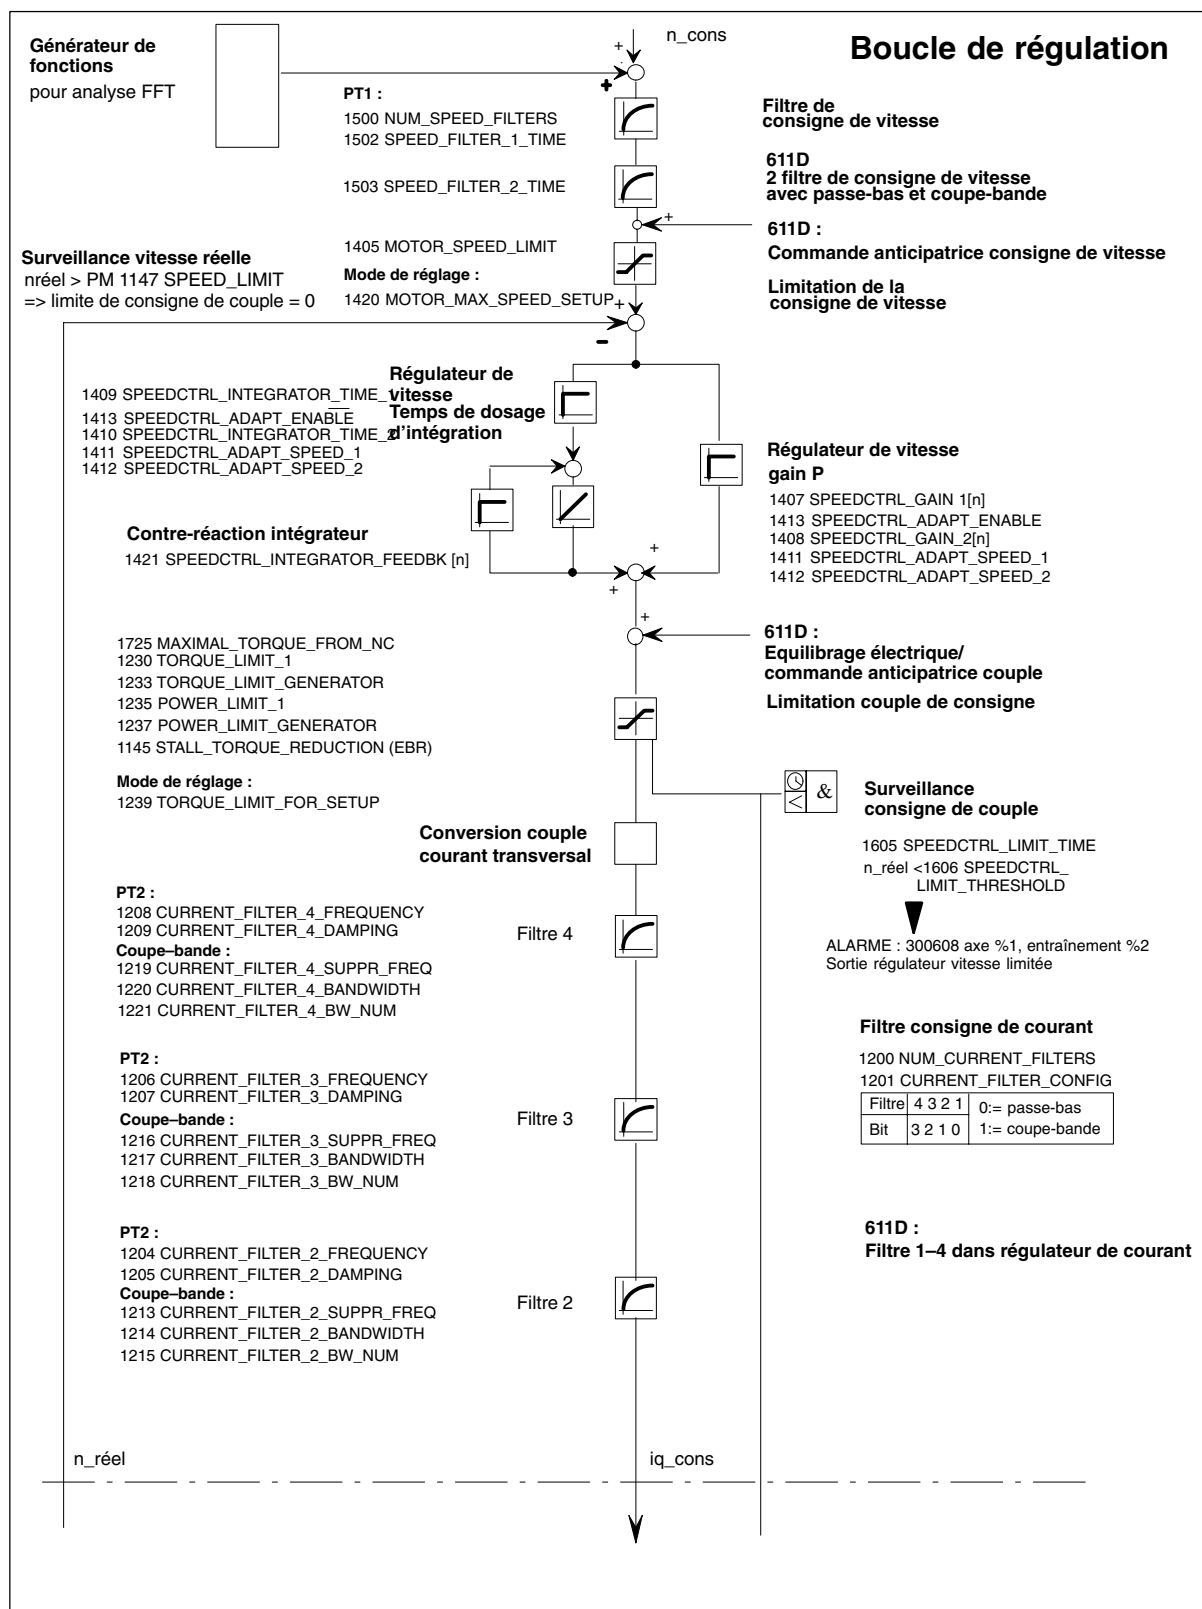 Boucle de régulation
Générateur de
fonctions
pour analyse FFT
n_cons
+
+
PT1 :
1500 NUM_SPEED_FILTERS
1502 SPEED_FILTER_1_TIME
1503 SPEED_FILTER_2_TIME
Filtre de
consigne de vitesse
611D
2 filtre de consigne de vitesse
avec passe-bas et coupe-bande
+
611D :
Commande anticipatrice consigne de vitesse
1405 MOTOR_SPEED_LIMIT
Mode de réglage :
1420 MOTOR_MAX_SPEED_SETUP
Limitation de la
consigne de vitesse
Surveillance vitesse réelle
nréel > PM 1147 SPEED_LIMIT
=> limite de consigne de couple = 0
+
–
Régulateur de
vitesse
Temps de dosage
d'intégration
1409 SPEEDCTRL_INTEGRATOR_TIME_1
1413 SPEEDCTRL_ADAPT_ENABLE
1410 SPEEDCTRL_INTEGRATOR_TIME_2
1411 SPEEDCTRL_ADAPT_SPEED_1
1412 SPEEDCTRL_ADAPT_SPEED_2
Régulateur de vitesse
gain P
1407 SPEEDCTRL_GAIN 1[n]
1413 SPEEDCTRL_ADAPT_ENABLE
1408 SPEEDCTRL_GAIN_2[n]
1411 SPEEDCTRL_ADAPT_SPEED_1
1412 SPEEDCTRL_ADAPT_SPEED_2
Contre-réaction intégrateur
1421 SPEEDCTRL_INTEGRATOR_FEEDBK [n]
+
+
+
611D :
Equilibrage électrique/
commande anticipatrice couple
Limitation couple de consigne
1725 MAXIMAL_TORQUE_FROM_NC
1230 TORQUE_LIMIT_1
1233 TORQUE_LIMIT_GENERATOR
1235 POWER_LIMIT_1
1237 POWER_LIMIT_GENERATOR
1145 STALL_TORQUE_REDUCTION (EBR)
Mode de réglage :
1239 TORQUE_LIMIT_FOR_SETUP
< &
Surveillance
consigne de couple
1605 SPEEDCTRL_LIMIT_TIME
n_réel <1606 SPEEDCTRL_
LIMIT_THRESHOLD
ALARME : 300608 axe %1, entraînement %2
Sortie régulateur vitesse limitée
Conversion couple
courant transversal
PT2 :
1208 CURRENT_FILTER_4_FREQUENCY
1209 CURRENT_FILTER_4_DAMPING
Coupe–bande :
1219 CURRENT_FILTER_4_SUPPR_FREQ
1220 CURRENT_FILTER_4_BANDWIDTH
1221 CURRENT_FILTER_4_BW_NUM
Filtre 4
Filtre consigne de courant
1200 NUM_CURRENT_FILTERS
1201 CURRENT_FILTER_CONFIG
Filtre 4 3 2 1 0:= passe-bas
Bit 3 2 1 0 1:= coupe-bande
PT2 :
1206 CURRENT_FILTER_3_FREQUENCY
1207 CURRENT_FILTER_3_DAMPING
Coupe–bande :
1216 CURRENT_FILTER_3_SUPPR_FREQ
1217 CURRENT_FILTER_3_BANDWIDTH
1218 CURRENT_FILTER_3_BW_NUM
Filtre 3
611D :
Filtre 1–4 dans régulateur de courant
PT2 :
1204 CURRENT_FILTER_2_FREQUENCY
1205 CURRENT_FILTER_2_DAMPING
Coupe–bande :
1213 CURRENT_FILTER_2_SUPPR_FREQ
1214 CURRENT_FILTER_2_BANDWIDTH
1215 CURRENT_FILTER_2_BW_NUM
Filtre 2
n_réel
iq_cons